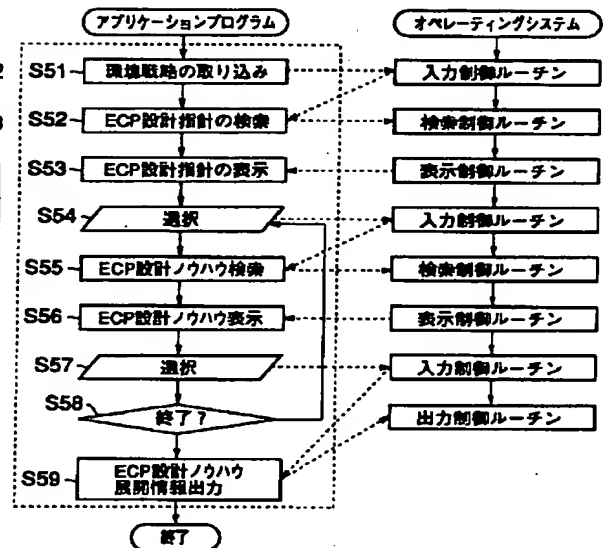 アプリケーションプログラム
オペレーティングシステム
S51
環境戦略の取り込み
入力制御ルーチン
S52
ECP設計指針の検索
検索制御ルーチン
S53
ECP設計指針の表示
表示制御ルーチン
S54
選択
入力制御ルーチン
S55
ECP設計ノウハウ検索
検索制御ルーチン
S56
ECP設計ノウハウ表示
表示制御ルーチン
S57
選択
入力制御ルーチン
S58
終了?
出力制御ルーチン
S59
ECP設計ノウハウ
展開情報出力
終了